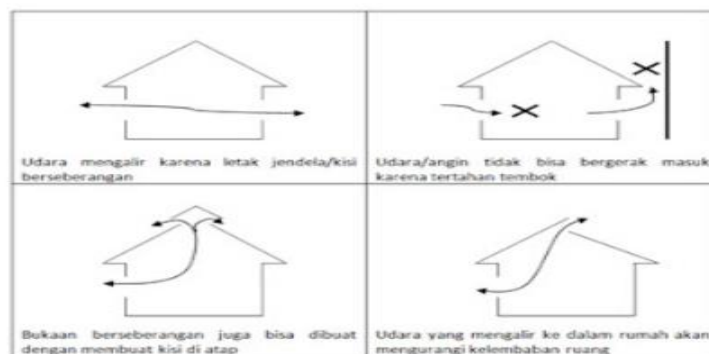 Udara mengalir karena letak jendela/kisi
berseberangan
Udara/angin tidak bisa bergerak masuk
karena tertahan tembok
Bukaan berseberangan juga bisa dibuat
dengan membuat kisi di atap
Udara yang mengalir ke dalam rumah akan
mengurangi kelembaban ruang